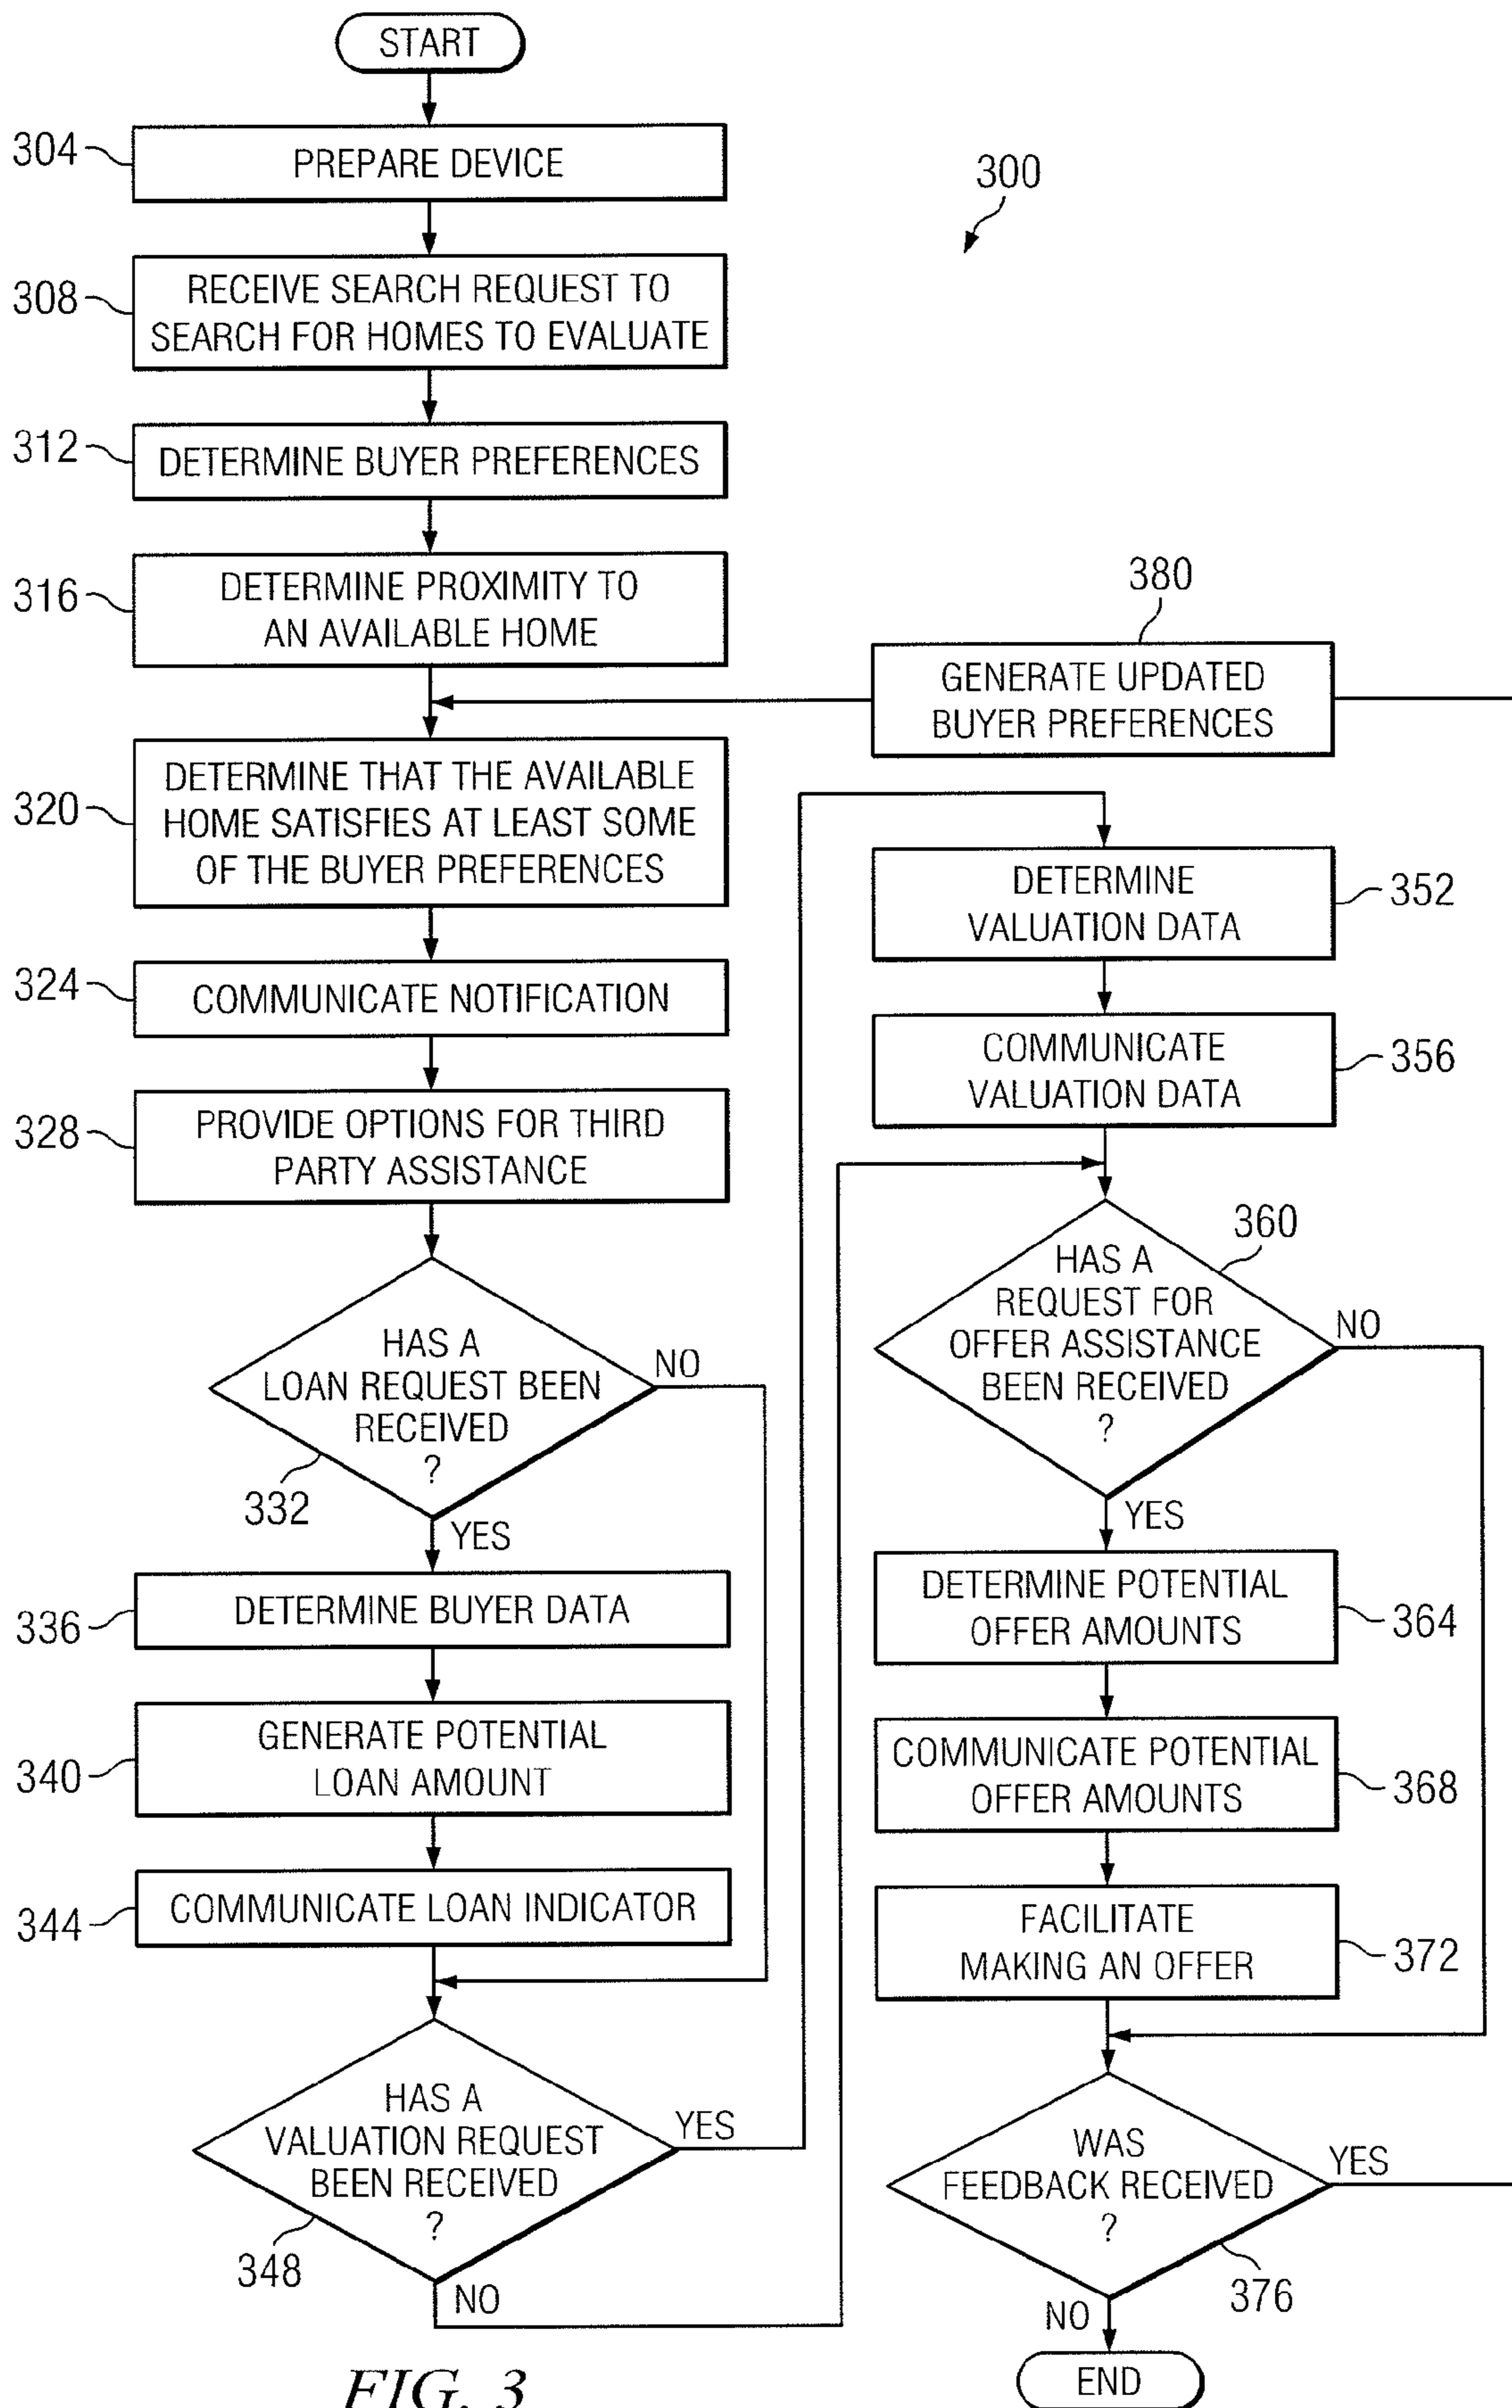 START
304
PREPARE DEVICE
300
308
RECEIVE SEARCH REQUEST TO
SEARCH FOR HOMES TO EVALUATE
312
DETERMINE BUYER PREFERENCES
316
DETERMINE PROXIMITY TO
AN AVAILABLE HOME
320
DETERMINE THAT THE AVAILABLE
HOME SATISFIES AT LEAST SOME
OF THE BUYER PREFERENCES
324
COMMUNICATE NOTIFICATION
328
PROVIDE OPTIONS FOR THIRD
PARTY ASSISTANCE
HAS A
LOAN REQUEST BEEN
RECEIVED
?
NO
332
YES
336
DETERMINE BUYER DATA
340
GENERATE POTENTIAL
LOAN AMOUNT
344
COMMUNICATE LOAN INDICATOR
HAS A
VALUATION REQUEST
BEEN RECEIVED
?
YES
348
NO
380
GENERATE UPDATED
BUYER PREFERENCES
DETERMINE
VALUATION DATA
352
COMMUNICATE
VALUATION DATA
356
360
HAS A
REQUEST FOR
OFFER ASSISTANCE
BEEN RECEIVED
?
NO
YES
DETERMINE POTENTIAL
OFFER AMOUNTS
364
COMMUNICATE POTENTIAL
OFFER AMOUNTS
368
FACILITATE
MAKING AN OFFER
372
WAS
FEEDBACK RECEIVED
?
YES
376
NO
END
FIG. 3